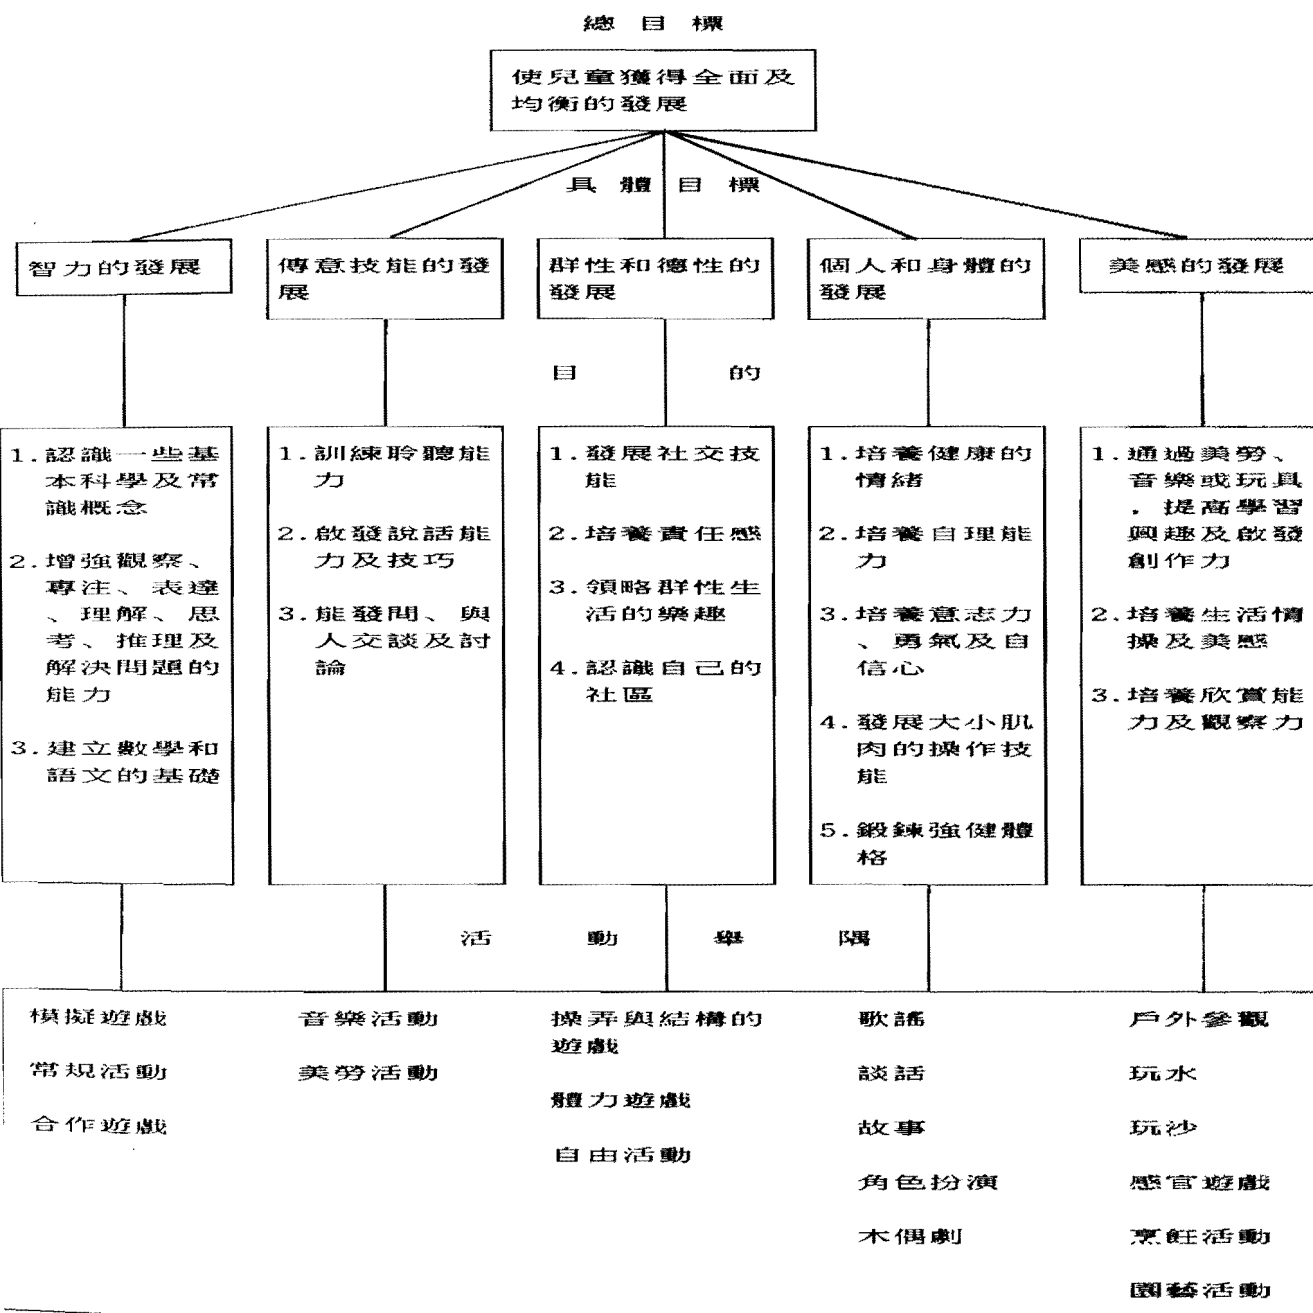 總目標
使兒童獲得全面及
均衡的發展
具體目標
智力的發展
傳意技能的發
展
群性和德性的
發展
個人和身體的
發展
美感的發展
目的
1.認識一些基
本科學及常
識概念
2.增強觀察、
專注、表達
、理解、思
考、推理及
解決問題的
能力
3.建立數學和
語文的基礎
1.訓練聆聽能
力
2.啟發說話能
力及技巧
3.能發問、與
人交談及討
論
1.發展社交技
能
2.培養責任感
3.領略群性生
活的樂趣
4.認識自己的
社區
1.培養健康的
情緒
2.培養自理能
力
3.培養意志力
、勇氣及自
信心
4.發展大小肌
肉的操作技
能
5.鍛鍊強健體
格
1.通過美勞、
音樂或玩具
，提高學習
興趣及啟發
創作力
2.培養生活情
操及美感
3.培養欣賞能
力及觀察力
活動舉隅
模擬遊戲
常規活動
合作遊戲
音樂活動
美勞活動
操弄與結構的
遊戲
體力遊戲
自由活動
歌謠
談話
故事
角色扮演
木偶劇
戶外參觀
玩水
玩沙
感官遊戲
烹飪活動
園藝活動